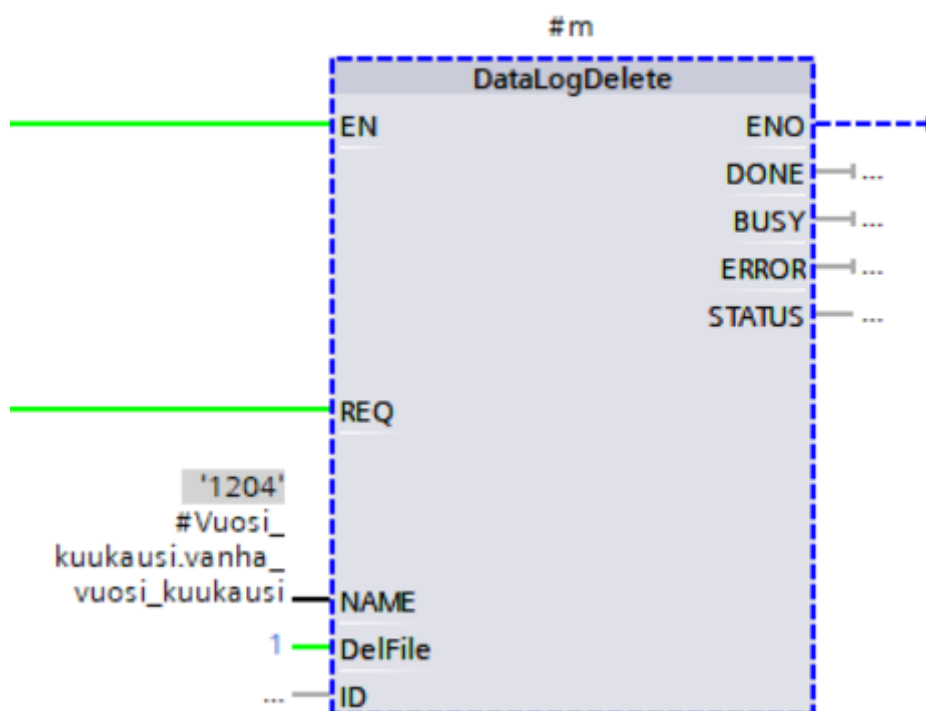 #m
DataLogDelete
EN
ENO
DONE
...
BUSY
...
ERROR
...
STATUS
...
REQ
'1204'
#Vuosi_
kuukausi.vanha_
vuosi_kuukausi
NAME
1
DelFile
...
ID